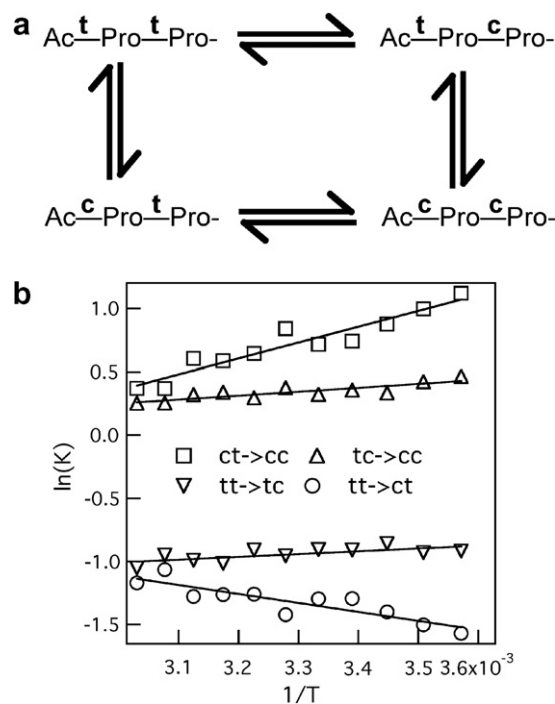 a
t t
Ac—Pro—Pro-
t c
Ac—Pro—Pro-
c t
Ac—Pro—Pro-
c c
Ac—Pro—Pro-
b
1.0
0.5
0.0
-0.5
-1.0
-1.5
ln(K)
ct->cc tc->cc
tt->tc tt->ct
3.1 3.2 3.3 3.4 3.5 3.6x10⁻³
1/T